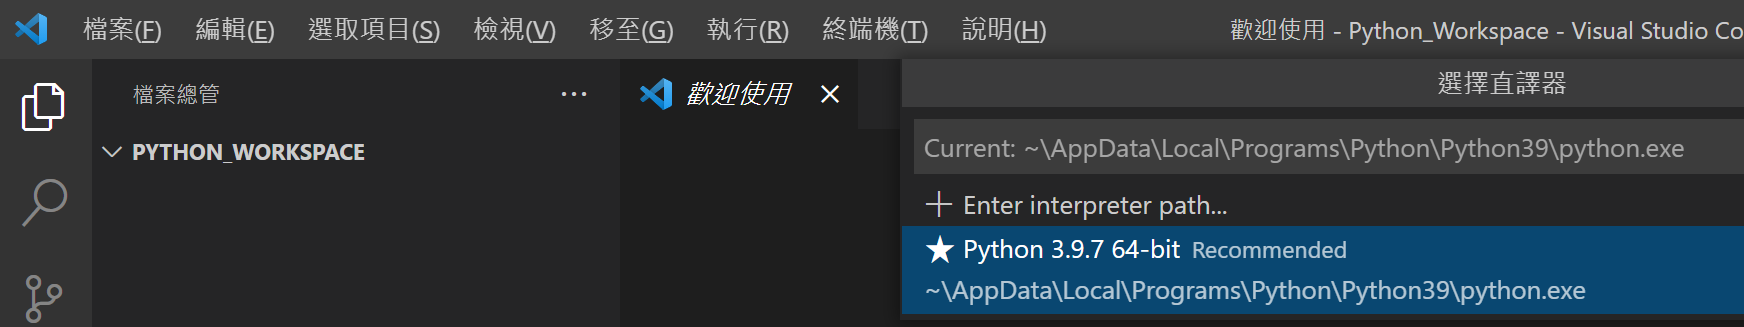 檔案(F) 編輯(E) 選取項目(S) 檢視(V) 移至(G) 執行(R) 終端機(T) 說明(H) 歡迎使用 - Python_Workspace - Visual Studio Co
檔案總管 ...
歡迎使用
選擇直譯器
PYTHON_WORKSPACE
Current: ~\AppData\Local\Programs\Python\Python39\python.exe
Enter interpreter path...
Python 3.9.7 64-bit Recommended
~\AppData\Local\Programs\Python\Python39\python.exe